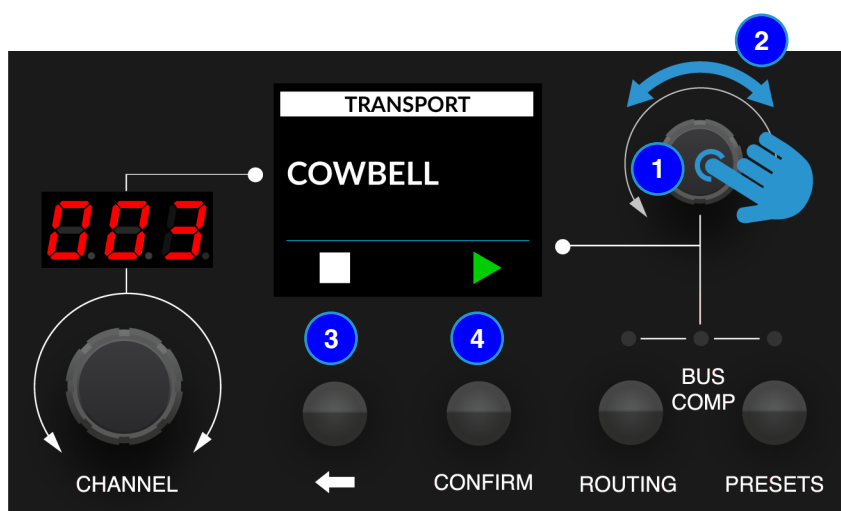 2
TRANSPORT
COWBELL
1
003
3
4
BUS
COMP
CHANNEL
CONFIRM
ROUTING
PRESETS